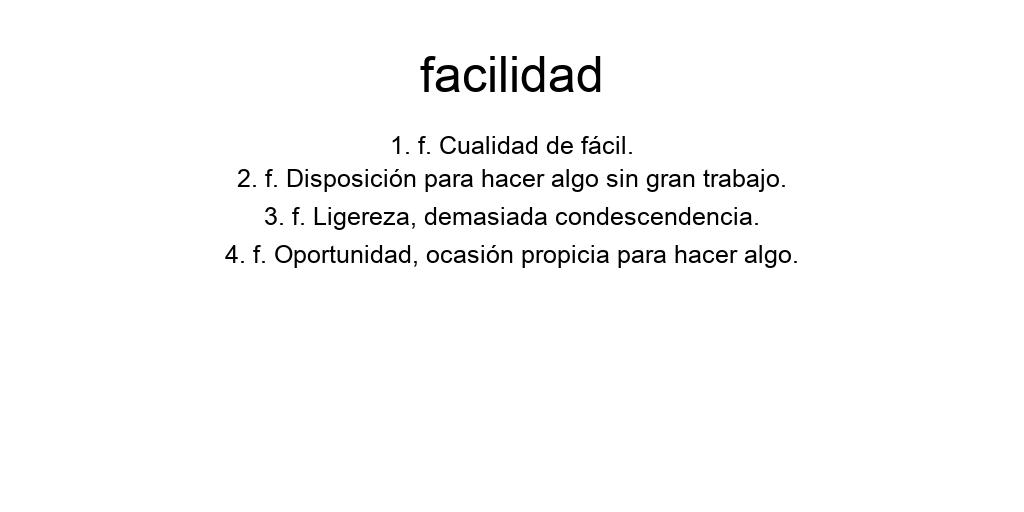 facilidad
1. f. Cualidad de fácil.
2. f. Disposición para hacer algo sin gran trabajo.
3. f. Ligereza, demasiada condescendencia.
4. f. Oportunidad, ocasión propicia para hacer algo.